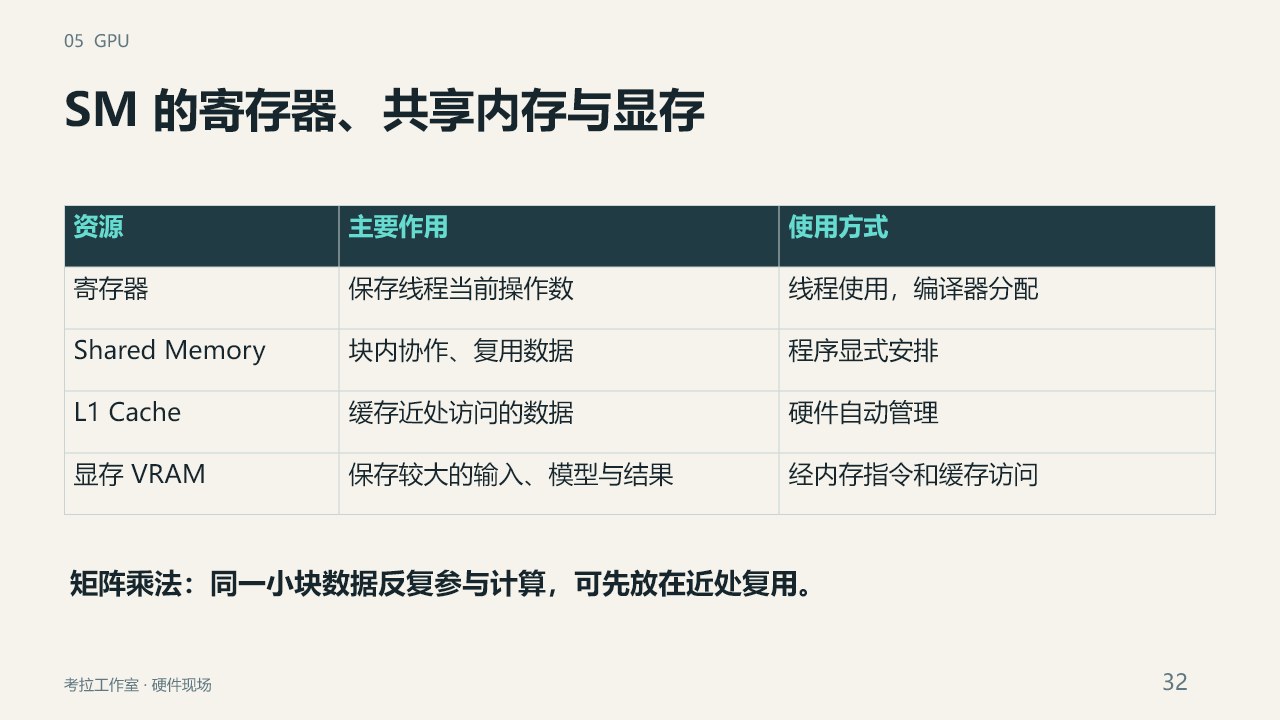 05 GPU
SM 的寄存器、共享内存与显存
资源 主要作用 使用方式
寄存器 保存线程当前操作数 线程使用，编译器分配
Shared Memory 块内协作、复用数据 程序显式安排
L1 Cache 缓存近处访问的数据 硬件自动管理
显存 VRAM 保存较大的输入、模型与结果 经内存指令和缓存访问
矩阵乘法：同一小块数据反复参与计算，可先放在近处复用。
考拉工作室 · 硬件现场
32